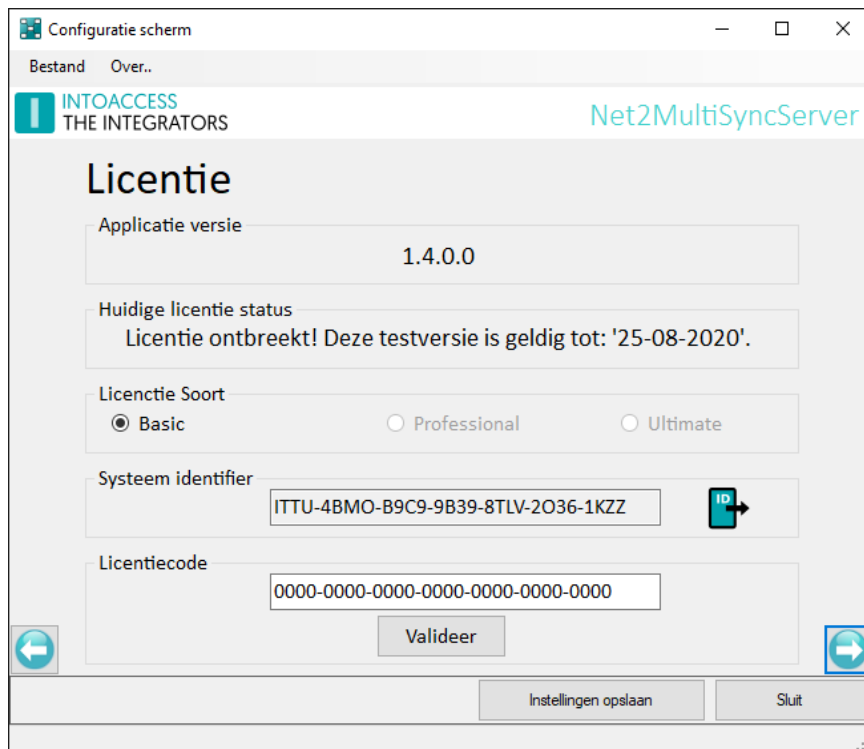 Configuratie scherm
Bestand Over..
INTOACCESS
THE INTEGRATORS
Net2MultiSyncServer
Licentie
Applicatie versie
1.4.0.0
Huidige licentie status
Licentie ontbreekt! Deze testversie is geldig tot: '25-08-2020'.
Licenctie Soort
Basic Professional Ultimate
Systeem identifier
ITTU-4BMO-B9C9-9B39-8TLV-2O36-1KZZ
ID
Licentiecode
0000-0000-0000-0000-0000-0000-0000
Valideer
Instellingen opslaan Sluit